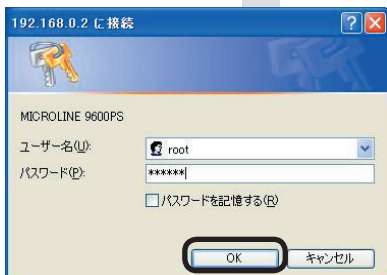 192.168.0.2 に接続
MICROLINE 9600PS
ユーザー名(U):
root
パスワード(P):
******
パスワードを記憶する(R)
OK
キャンセル